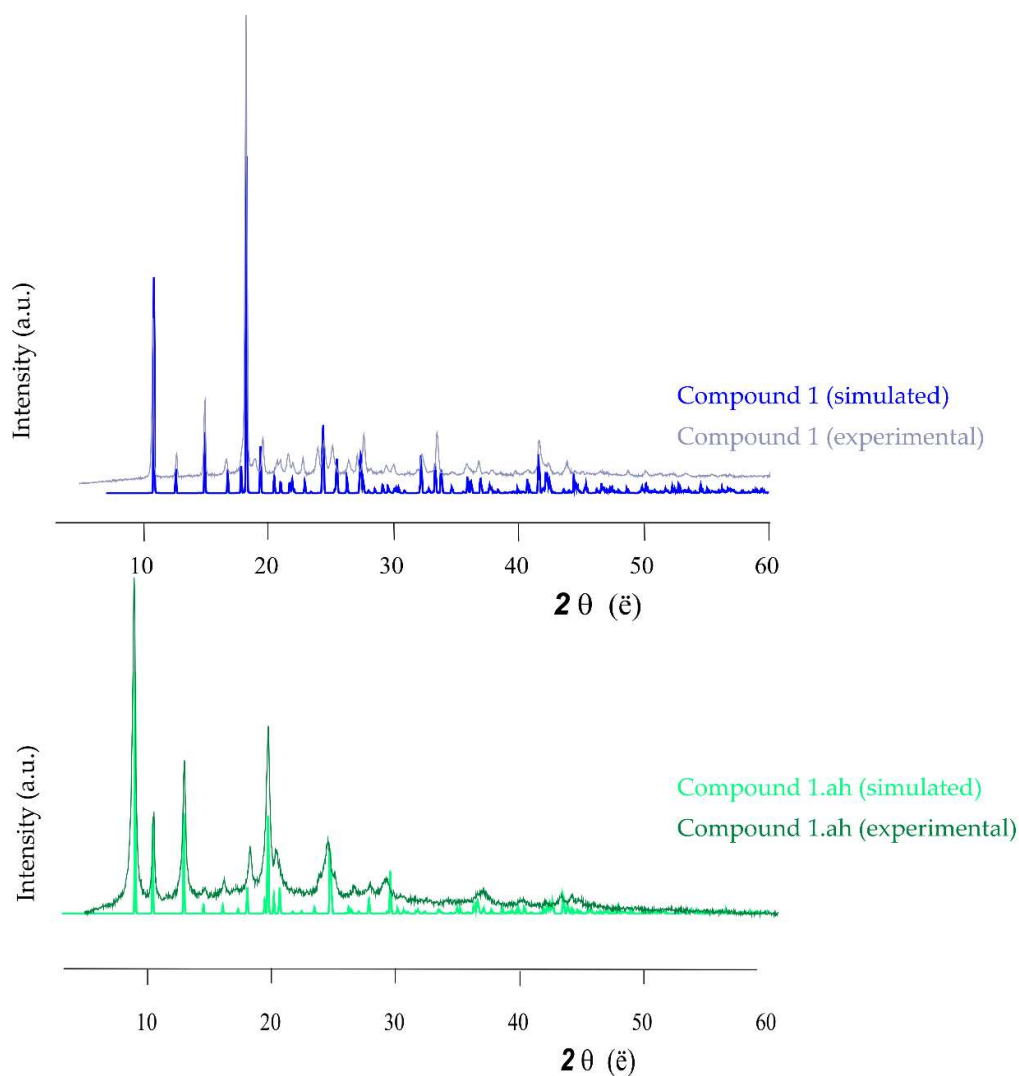 Intensity (a.u.)
Compound 1 (simulated)
Compound 1 (experimental)
10 20 30 40 50 60
2 θ (ë)
Intensity (a.u.)
Compound 1.ah (simulated)
Compound 1.ah (experimental)
10 20 30 40 50 60
2 θ (ë)